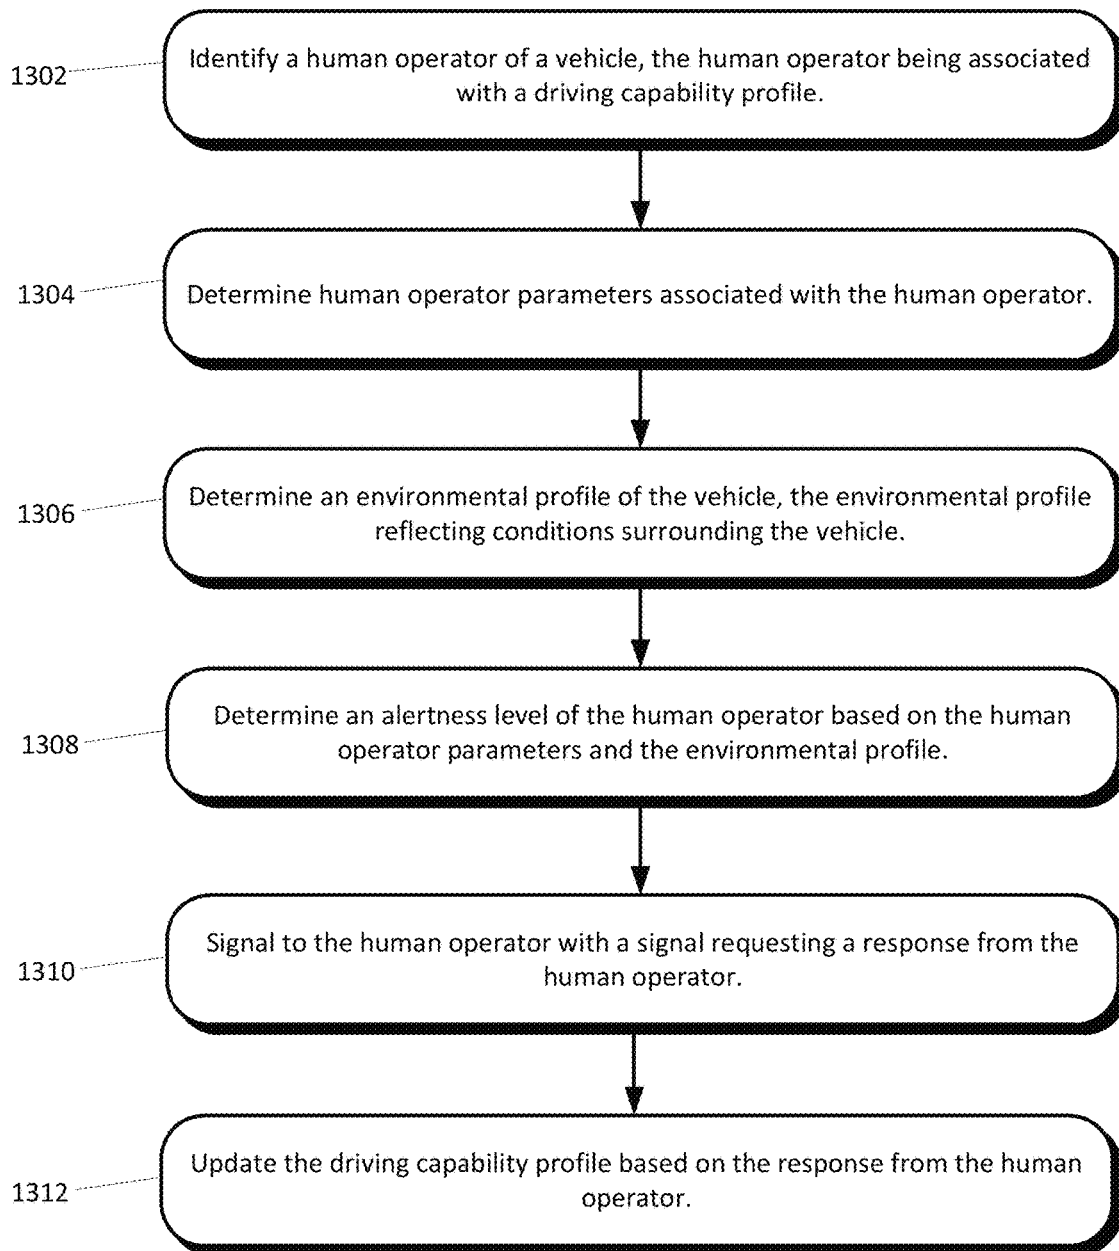 1302
Identify a human operator of a vehicle, the human operator being associated
with a driving capability profile.
1304
Determine human operator parameters associated with the human operator.
1306
Determine an environmental profile of the vehicle, the environmental profile
reflecting conditions surrounding the vehicle.
1308
Determine an alertness level of the human operator based on the human
operator parameters and the environmental profile.
1310
Signal to the human operator with a signal requesting a response from the
human operator.
1312
Update the driving capability profile based on the response from the human
operator.